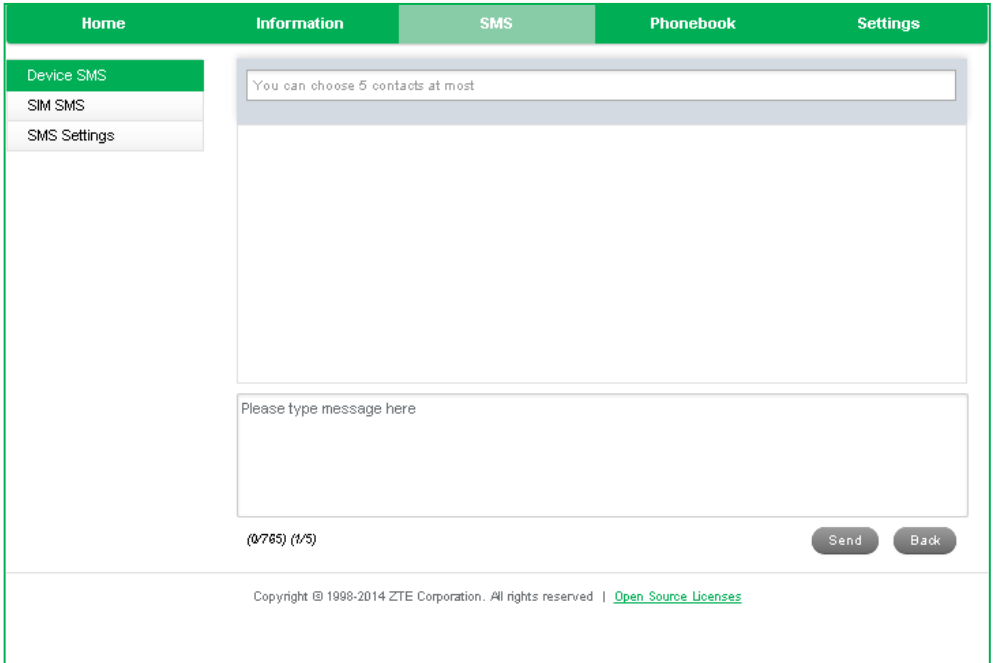 Home Information SMS Phonebook Settings
Device SMS
SIM SMS
SMS Settings
You can choose 5 contacts at most
Please type message here
(0/765) (1/5)
Send Back
Copyright © 1998-2014 ZTE Corporation. All rights reserved | Open Source Licenses